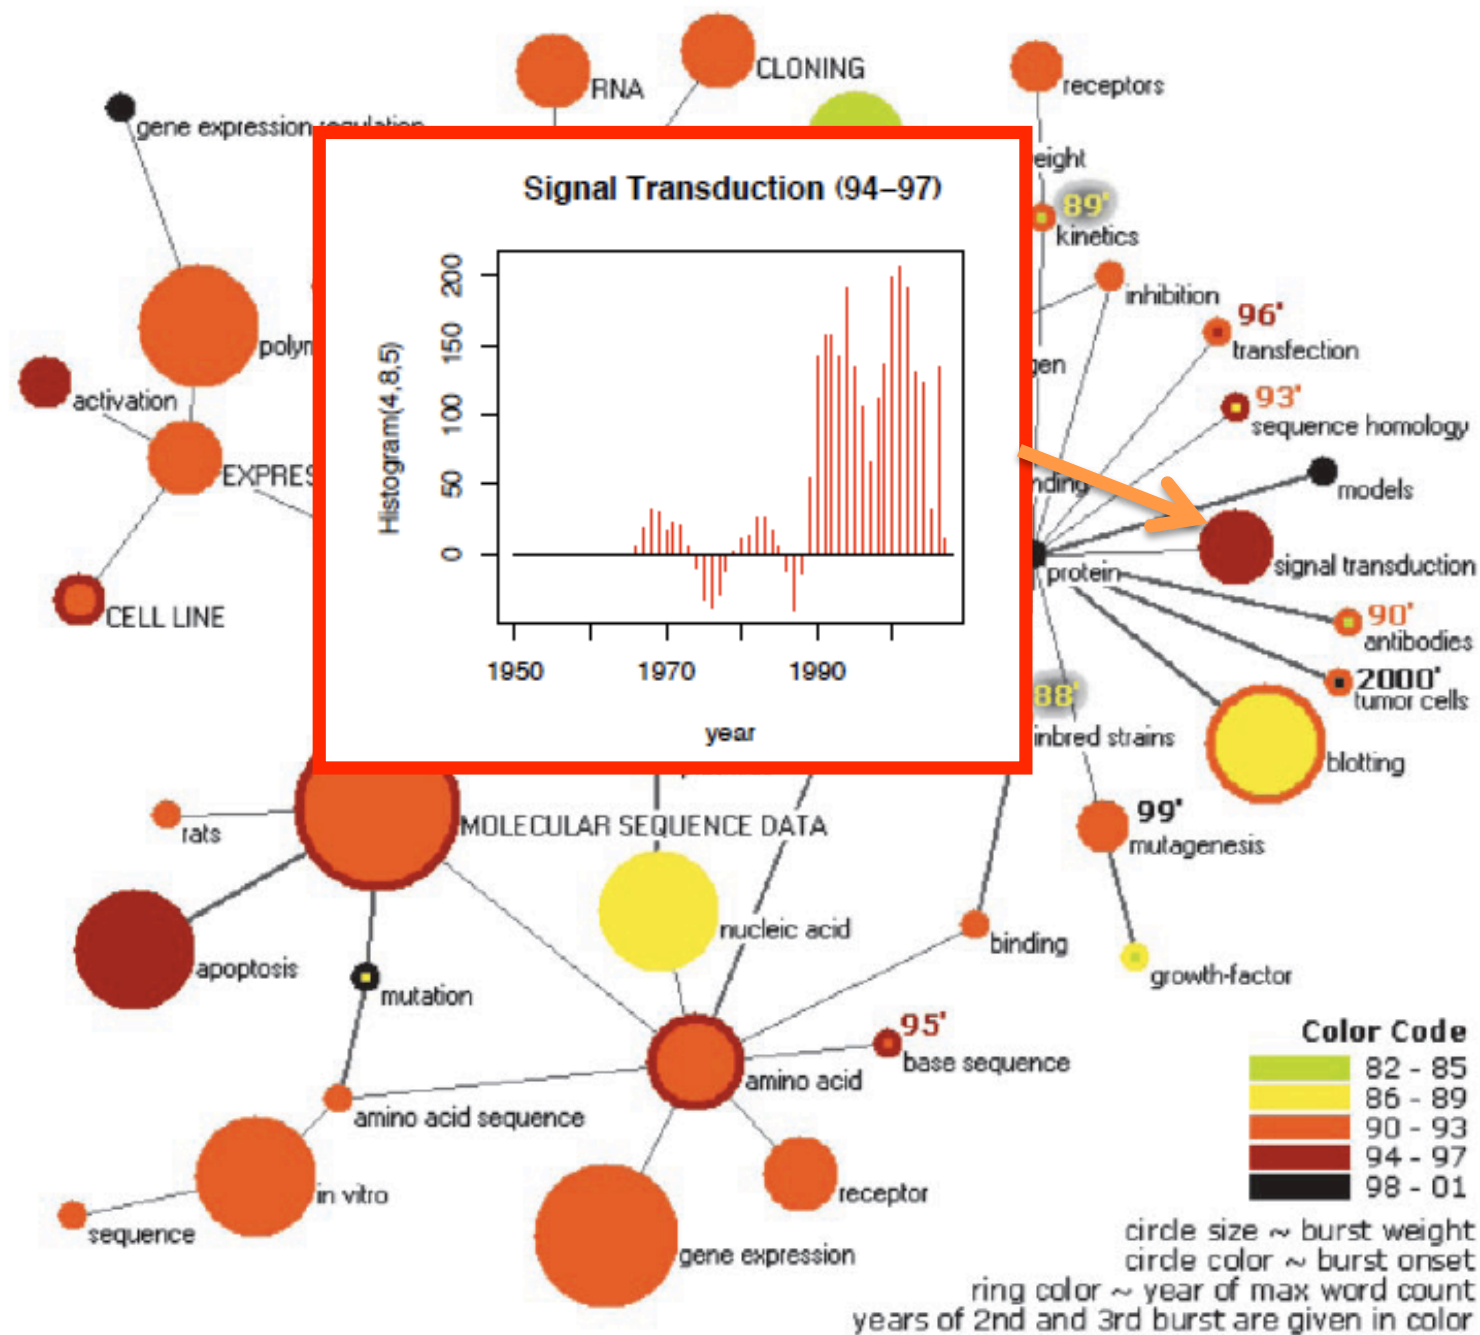 RNA
CLONING
receptors
gene expression regulation
eight
89'
kinetics
inhibition
96'
transfection
93'
sequence homology
models
signal transduction
protein
90'
antibodies
2000'
tumor cells
blotting
88'
inbred strains
99'
mutagenesis
growth-factor
binding
activation
CELL LINE
Signal Transduction (94–97)
Histogram(4,8,5)
200
150
100
50
0
1950
1970
1990
year
rats
MOLECULAR SEQUENCE DATA
nucleic acid
apoptosis
mutation
95'
base sequence
amino acid
amino acid sequence
in vitro
sequence
receptor
gene expression
Color Code
82 - 85
86 - 89
90 - 93
94 - 97
98 - 01
circle size ~ burst weight
circle color ~ burst onset
ring color ~ year of max word count
years of 2nd and 3rd burst are given in color